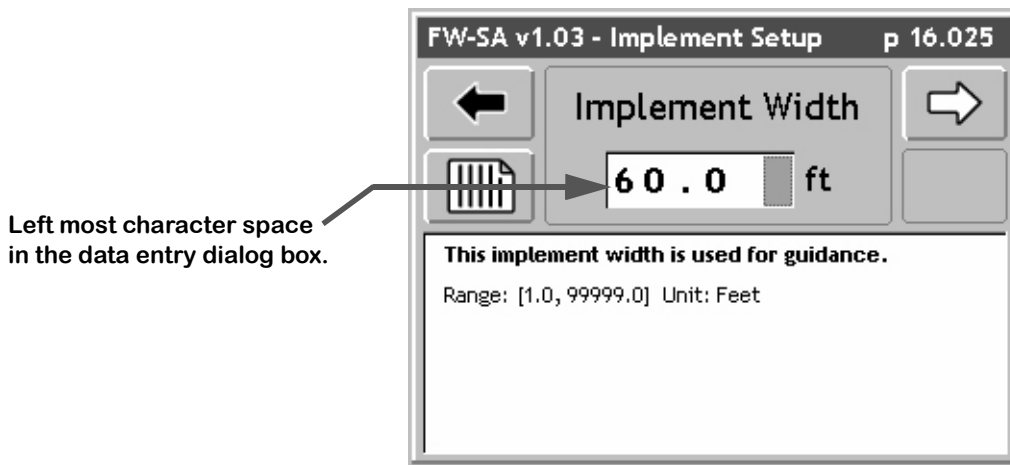 FW-SA v1.03 - Implement Setup p 16.025
Implement Width
60.0 ft
Left most character space
in the data entry dialog box.
This implement width is used for guidance.
Range: [1.0, 99999.0] Unit: Feet